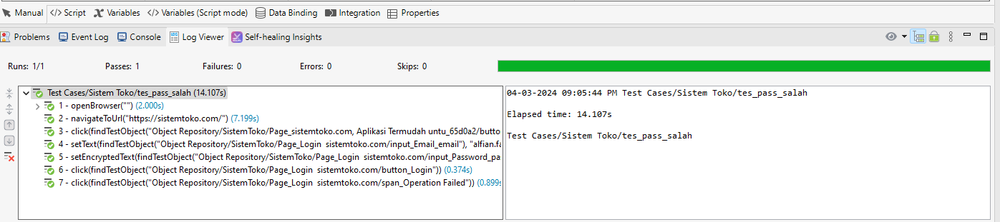 Manual </> Script Variables </> Variables (Script mode) Data Binding Integration Properties
Problems Event Log Console Log Viewer Self-healing Insights
Runs: 1/1 Passes: 1 Failures: 0 Errors: 0 Skips: 0
Test Cases/Sistem Toko/tes_pass_salah (14.107s)
1 - openBrowser("") (2.000s)
2 - navigateToUrl("https://sistemtoko.com/") (7.199s)
3 - click(findTestObject("Object Repository/SistemToko/Page_sistemtoko.com, Aplikasi Termudah untu_65d0a2/butto
4 - setText(findTestObject("Object Repository/SistemToko/Page_Login sistemtoko.com/input_Email_email"), "alfian.fa
5 - setEncryptedText(findTestObject("Object Repository/SistemToko/Page_Login sistemtoko.com/input_Password_pa
6 - click(findTestObject("Object Repository/SistemToko/Page_Login sistemtoko.com/button_Login")) (0.374s)
7 - click(findTestObject("Object Repository/SistemToko/Page_Login sistemtoko.com/span_Operation Failed")) (0.899s
04-03-2024 09:05:44 PM Test Cases/Sistem Toko/tes_pass_salah
Elapsed time: 14.107s
Test Cases/Sistem Toko/tes_pass_salah